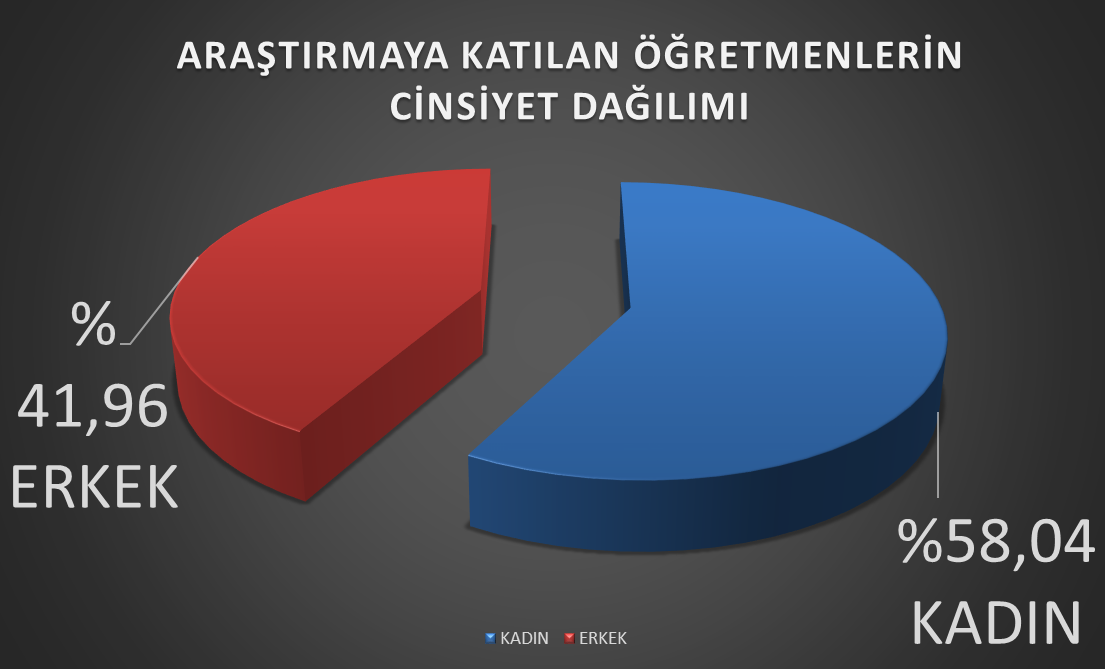 ARAŞTIRMAYA KATILAN ÖĞRETMENLERİN
CİNSİYET DAĞILIMI
%
41,96
ERKEK
%58,04
KADIN
KADIN ERKEK